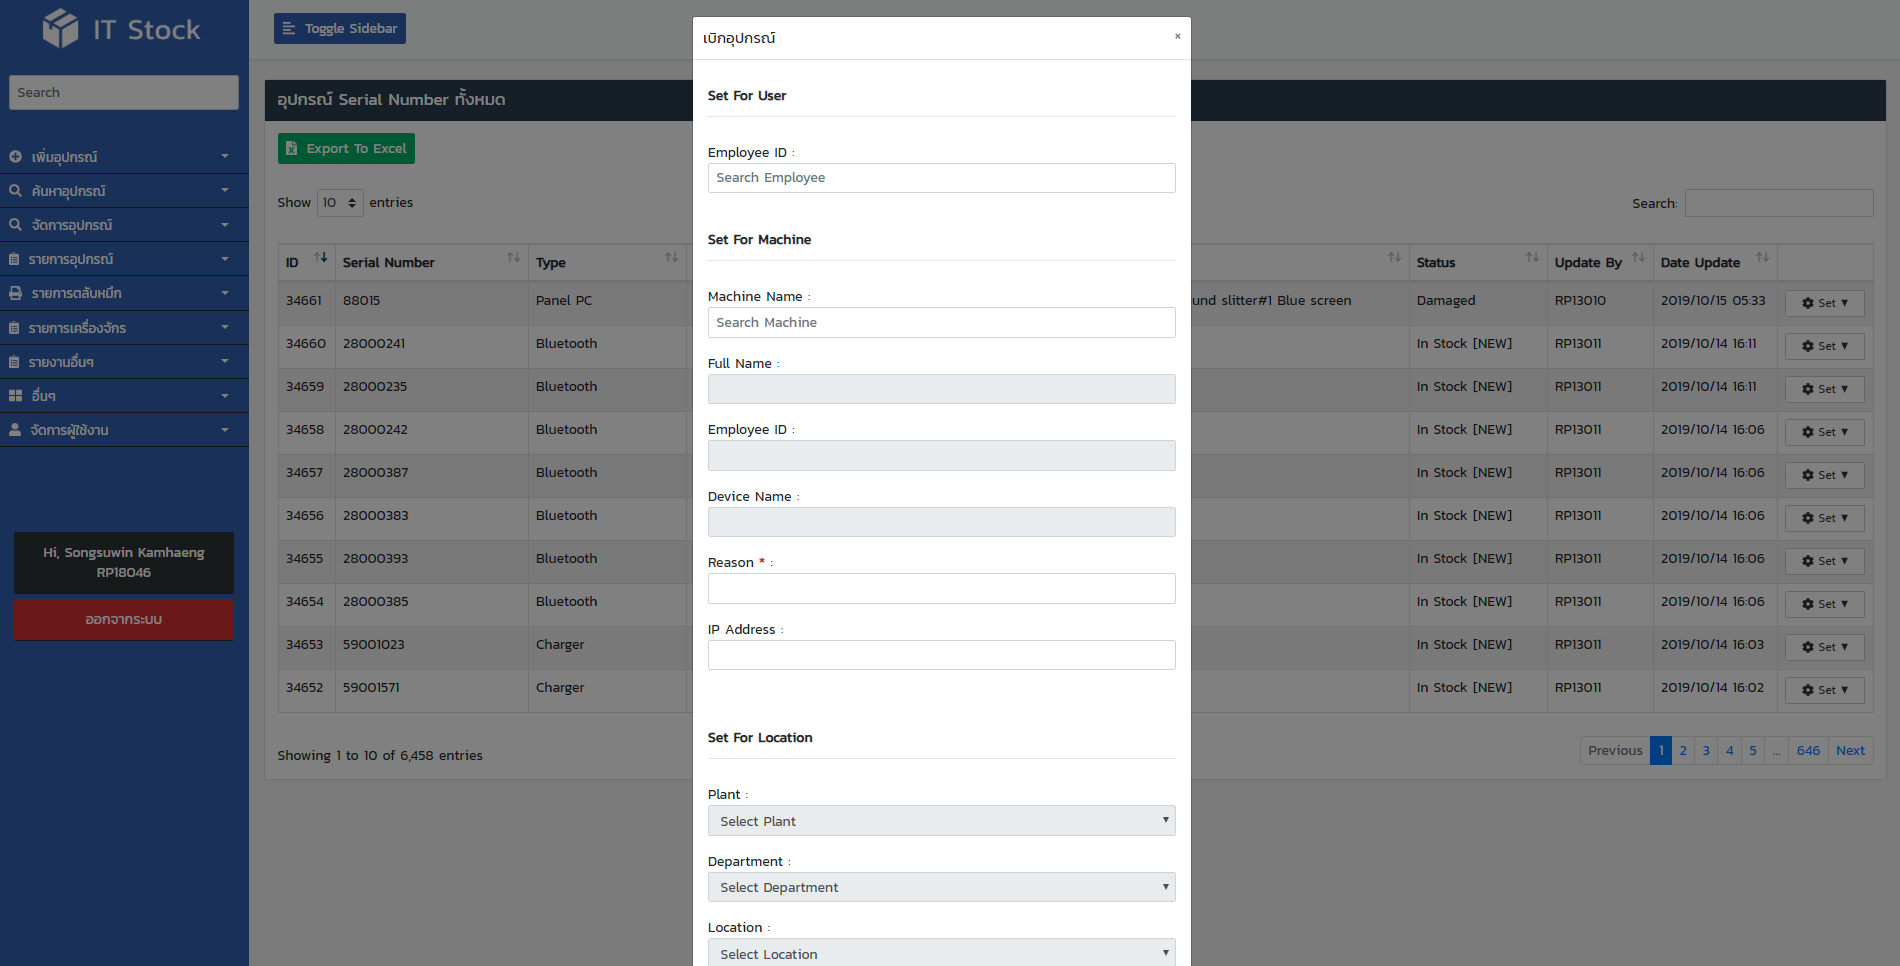 IT Stock
Search
เพิ่มอุปกรณ์
ค้นหาอุปกรณ์
จัดการอุปกรณ์
รายการอุปกรณ์
รายการตลับหมึก
รายการเครื่องจักร
รายงานอื่นๆ
อื่นๆ
จัดการผู้ใช้งาน
Hi, Songsuwin Kamhaeng
RP18046
ออกจากระบบ
Toggle Sidebar
อุปกรณ์ Serial Number ทั้งหมด
Export To Excel
Show 10 entries
Search:
ID Serial Number Type Status Update By Date Update
34661 88015 Panel PC und slitter#1 Blue screen Damaged RP13010 2019/10/15 05:33 Set ▼
34660 28000241 Bluetooth In Stock [NEW] RP13011 2019/10/14 16:11 Set ▼
34659 28000235 Bluetooth In Stock [NEW] RP13011 2019/10/14 16:11 Set ▼
34658 28000242 Bluetooth In Stock [NEW] RP13011 2019/10/14 16:06 Set ▼
34657 28000387 Bluetooth In Stock [NEW] RP13011 2019/10/14 16:06 Set ▼
34656 28000383 Bluetooth In Stock [NEW] RP13011 2019/10/14 16:06 Set ▼
34655 28000393 Bluetooth In Stock [NEW] RP13011 2019/10/14 16:06 Set ▼
34654 28000385 Bluetooth In Stock [NEW] RP13011 2019/10/14 16:06 Set ▼
34653 59001023 Charger In Stock [NEW] RP13011 2019/10/14 16:03 Set ▼
34652 59001571 Charger In Stock [NEW] RP13011 2019/10/14 16:02 Set ▼
Showing 1 to 10 of 6,458 entries
Previous 1 2 3 4 5 ... 646 Next
เบิกอุปกรณ์ ×
Set For User
Employee ID :
Search Employee
Set For Machine
Machine Name :
Search Machine
Full Name :
Employee ID :
Device Name :
Reason * :
IP Address :
Set For Location
Plant :
Select Plant
Department :
Select Department
Location :
Select Location